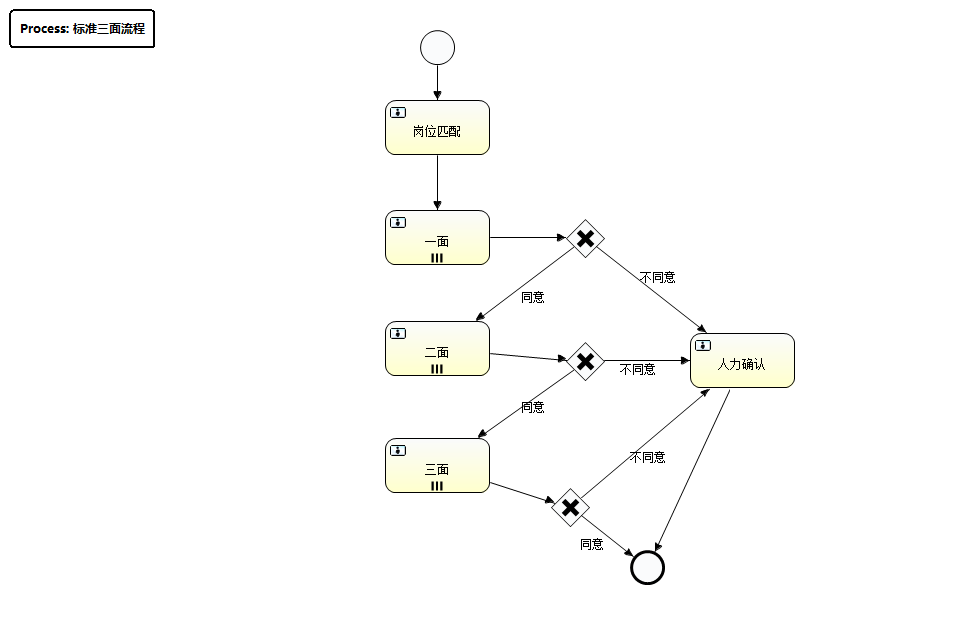 Process: 标准三面流程
岗位匹配
一面
不同意
同意
二面
不同意
人力确认
同意
三面
不同意
同意